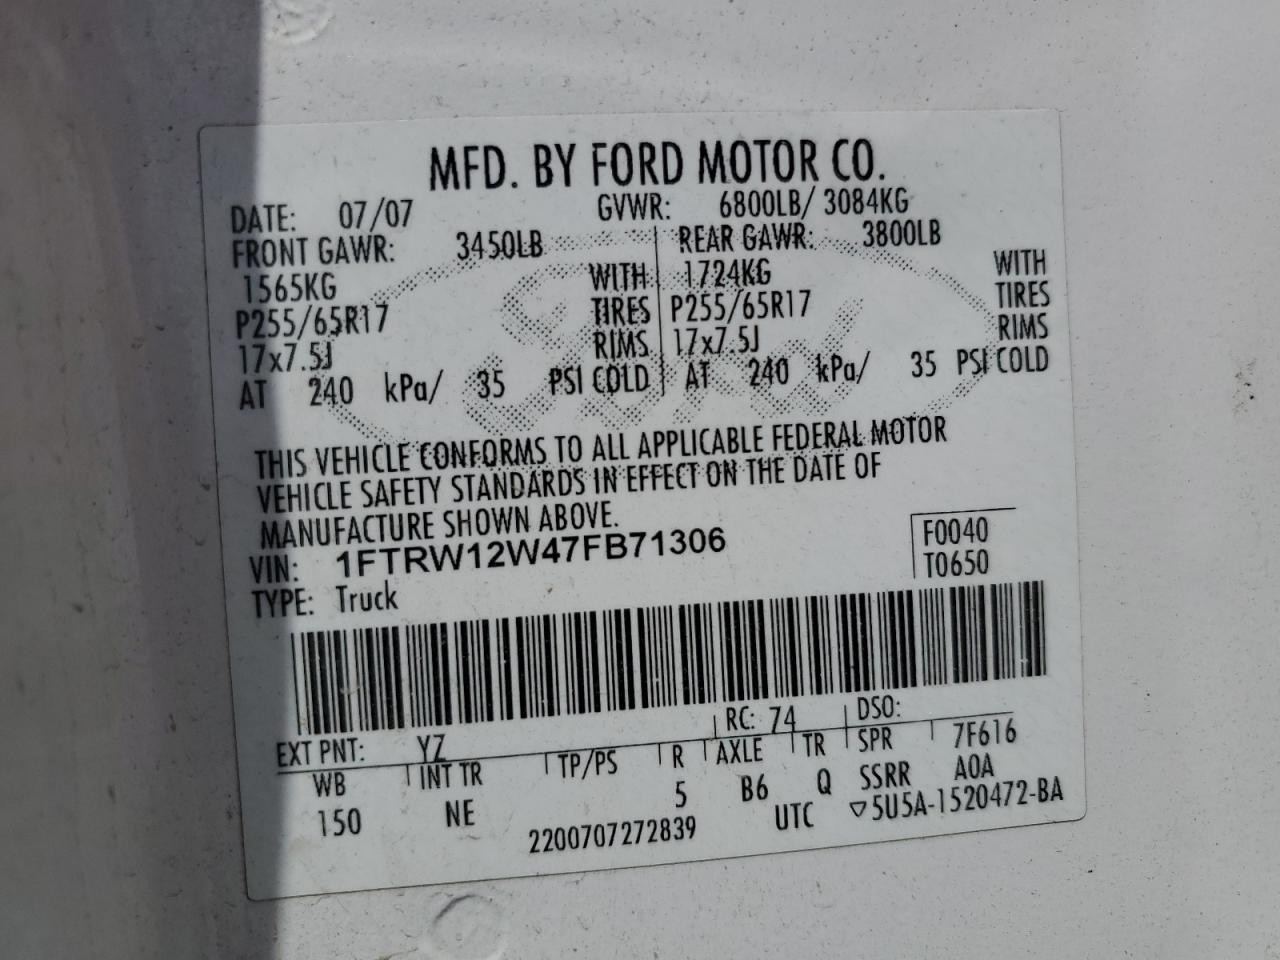 MFD. BY FORD MOTOR CO.
DATE: 07/07 GVWR: 6800LB/ 3084KG
FRONT GAWR: 3450LB REAR GAWR: 3800LB
1565KG WITH 1724KG WITH
P255/65R17 TIRES P255/65R17 TIRES
17x7.5J RIMS 17x7.5J RIMS
AT 240 kPa/ 35 PSI COLD AT 240 kPa/ 35 PSI COLD
Ford
THIS VEHICLE CONFORMS TO ALL APPLICABLE FEDERAL MOTOR
VEHICLE SAFETY STANDARDS IN EFFECT ON THE DATE OF
MANUFACTURE SHOWN ABOVE.
VIN: 1FTRW12W47FB71306 F0040
TYPE: Truck T0650
EXT PNT: YZ RC: 74 DSO:
WB INT TR TP/PS R AXLE TR SPR 7F616
150 NE 5 B6 Q SSRR A0A
2200707272839 UTC ▽5U5A-1520472-BA